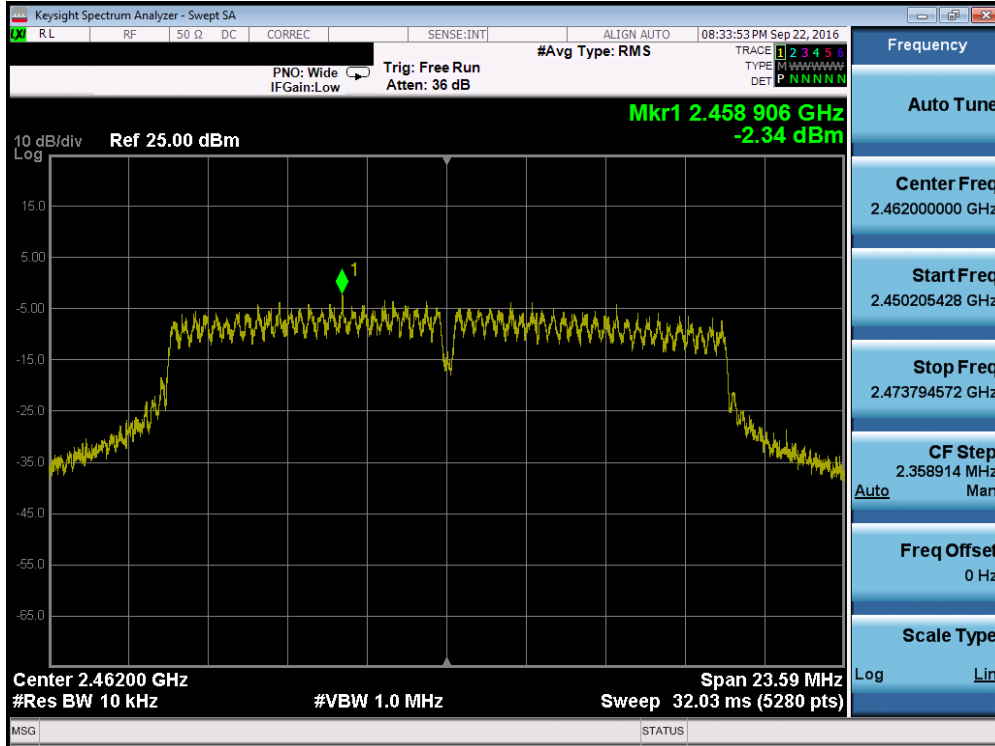 Keysight Spectrum Analyzer - Swept SA
LXI RL RF 50 Ω DC CORREC SENSE:INT ALIGN AUTO 08:33:53 PM Sep 22, 2016
#Avg Type: RMS
TRACE 1 2 3 4 5 6
PNO: Wide Trig: Free Run TYPE M WWWWW
IFGain:Low Atten: 36 dB DET P N N N N N
Mkr1 2.458 906 GHz
-2.34 dBm
10 dB/div Ref 25.00 dBm
Log
15.0
5.00
1
-5.00
-15.0
-25.0
-35.0
-45.0
-55.0
-65.0
Center 2.46200 GHz Span 23.59 MHz
#Res BW 10 kHz #VBW 1.0 MHz Sweep 32.03 ms (5280 pts)
MSG STATUS
Frequency
Auto Tune
Center Freq
2.462000000 GHz
Start Freq
2.450205428 GHz
Stop Freq
2.473794572 GHz
CF Step
2.358914 MHz
Auto Man
Freq Offset
0 Hz
Scale Type
Log Lin